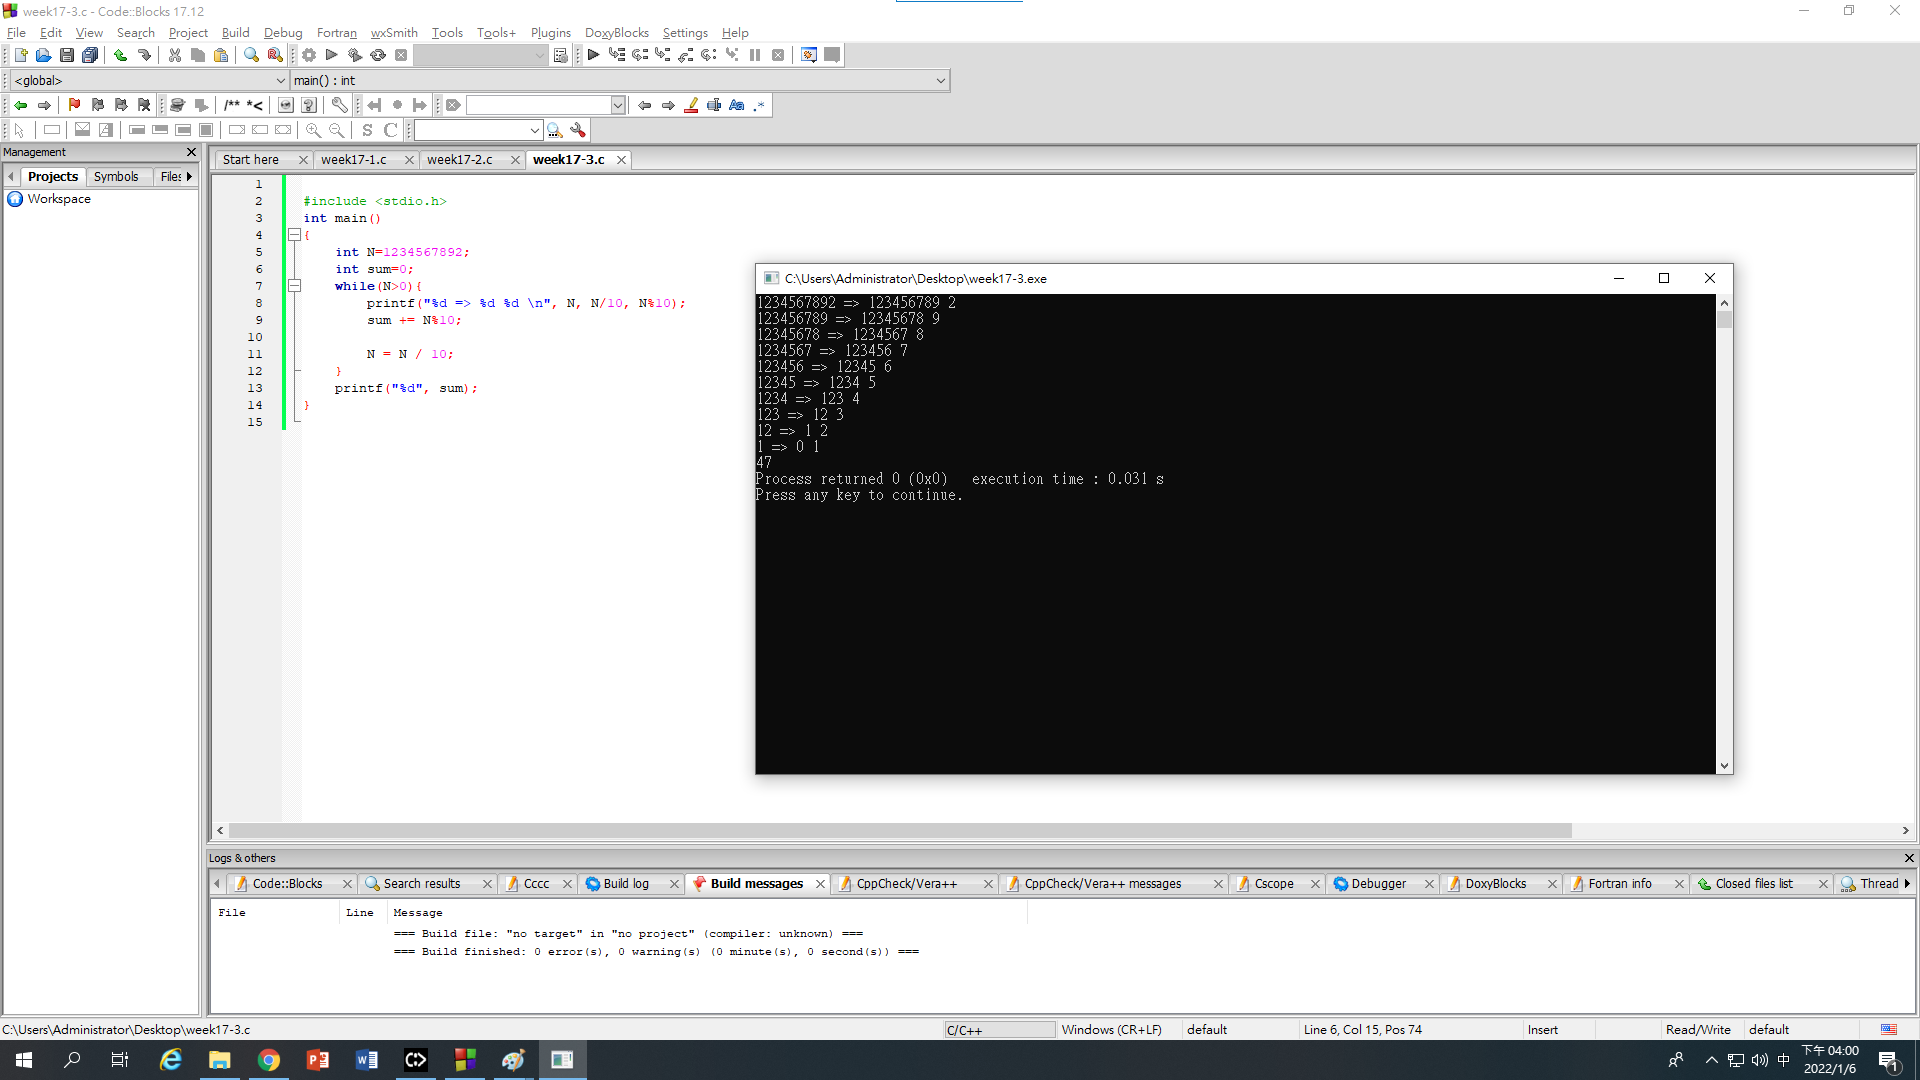 week17-3.c - Code::Blocks 17.12
File Edit View Search Project Build Debug Fortran wxSmith Tools Tools+ Plugins DoxyBlocks Settings Help
<global> main() : int
/** *<
S C
Management
Projects Symbols Files
Workspace
Start here week17-1.c week17-2.c week17-3.c
1
2 #include <stdio.h>
3 int main()
4 {
5 int N=1234567892;
6 int sum=0;
7 while(N>0){
8 printf("%d => %d %d \n", N, N/10, N%10);
9 sum += N%10;
10
11 N = N / 10;
12 }
13 printf("%d", sum);
14 }
15
C:\Users\Administrator\Desktop\week17-3.exe
1234567892 => 123456789 2
123456789 => 12345678 9
12345678 => 1234567 8
1234567 => 123456 7
123456 => 12345 6
12345 => 1234 5
1234 => 123 4
123 => 12 3
12 => 1 2
1 => 0 1
47
Process returned 0 (0x0)   execution time : 0.031 s
Press any key to continue.
Logs & others
Code::Blocks Search results Cccc Build log Build messages CppCheck/Vera++ CppCheck/Vera++ messages Cscope Debugger DoxyBlocks Fortran info Closed files list Thread
File Line Message
=== Build file: "no target" in "no project" (compiler: unknown) ===
=== Build finished: 0 error(s), 0 warning(s) (0 minute(s), 0 second(s)) ===
C:\Users\Administrator\Desktop\week17-3.c C/C++ Windows (CR+LF) default Line 6, Col 15, Pos 74 Insert Read/Write default
中 下午 04:00
2022/1/6
1